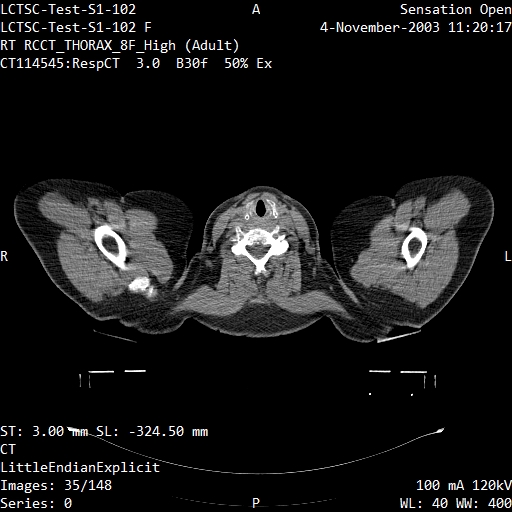 LCTSC-Test-S1-102 A Sensation Open
LCTSC-Test-S1-102 F 4-November-2003 11:20:17
RT RCCT_THORAX_8F_High (Adult)
CT114545:RespCT 3.0 B30f 50% Ex
R L
ST: 3.00 mm SL: -324.50 mm
CT
LittleEndianExplicit
Images: 35/148 100 mA 120kV
Series: 0 P WL: 40 WW: 400